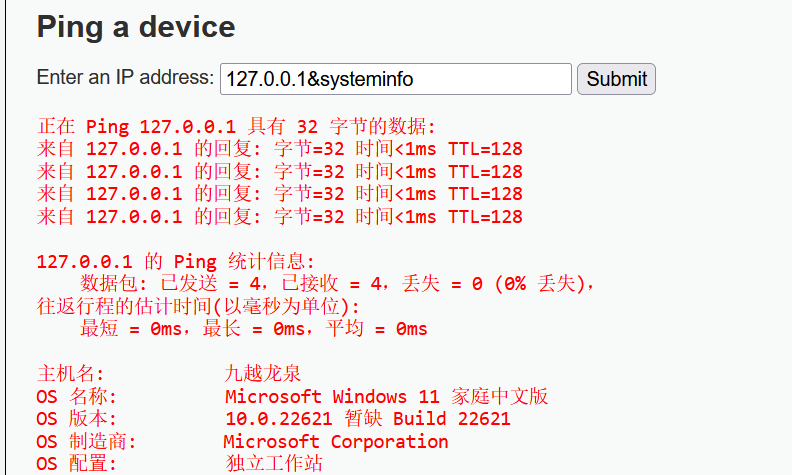 Ping a device
Enter an IP address: 127.0.0.1&systeminfo Submit
正在 Ping 127.0.0.1 具有 32 字节的数据:
来自 127.0.0.1 的回复: 字节=32 时间<1ms TTL=128
来自 127.0.0.1 的回复: 字节=32 时间<1ms TTL=128
来自 127.0.0.1 的回复: 字节=32 时间<1ms TTL=128
来自 127.0.0.1 的回复: 字节=32 时间<1ms TTL=128
127.0.0.1 的 Ping 统计信息:
数据包: 已发送 = 4，已接收 = 4，丢失 = 0 (0% 丢失)，
往返行程的估计时间(以毫秒为单位):
最短 = 0ms，最长 = 0ms，平均 = 0ms
主机名: 九越龙泉
OS 名称: Microsoft Windows 11 家庭中文版
OS 版本: 10.0.22621 暂缺 Build 22621
OS 制造商: Microsoft Corporation
OS 配置: 独立工作站